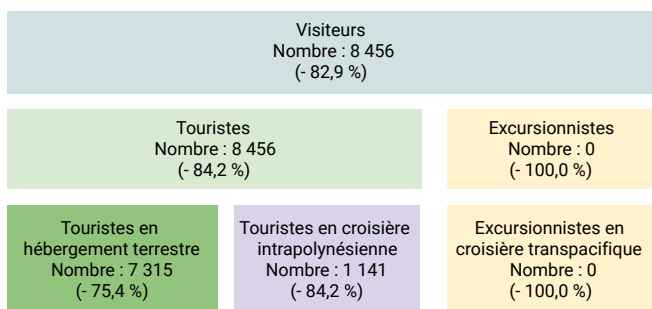 Visiteurs
Nombre : 8 456
(- 82,9 %)
Touristes
Nombre : 8 456
(- 84,2 %)
Excursionnistes
Nombre : 0
(- 100,0 %)
Touristes en
hébergement terrestre
Nombre : 7 315
(- 75,4 %)
Touristes en croisière
intrapolynésienne
Nombre : 1 141
(- 84,2 %)
Excursionnistes en
croisière transpacifique
Nombre : 0
(- 100,0 %)